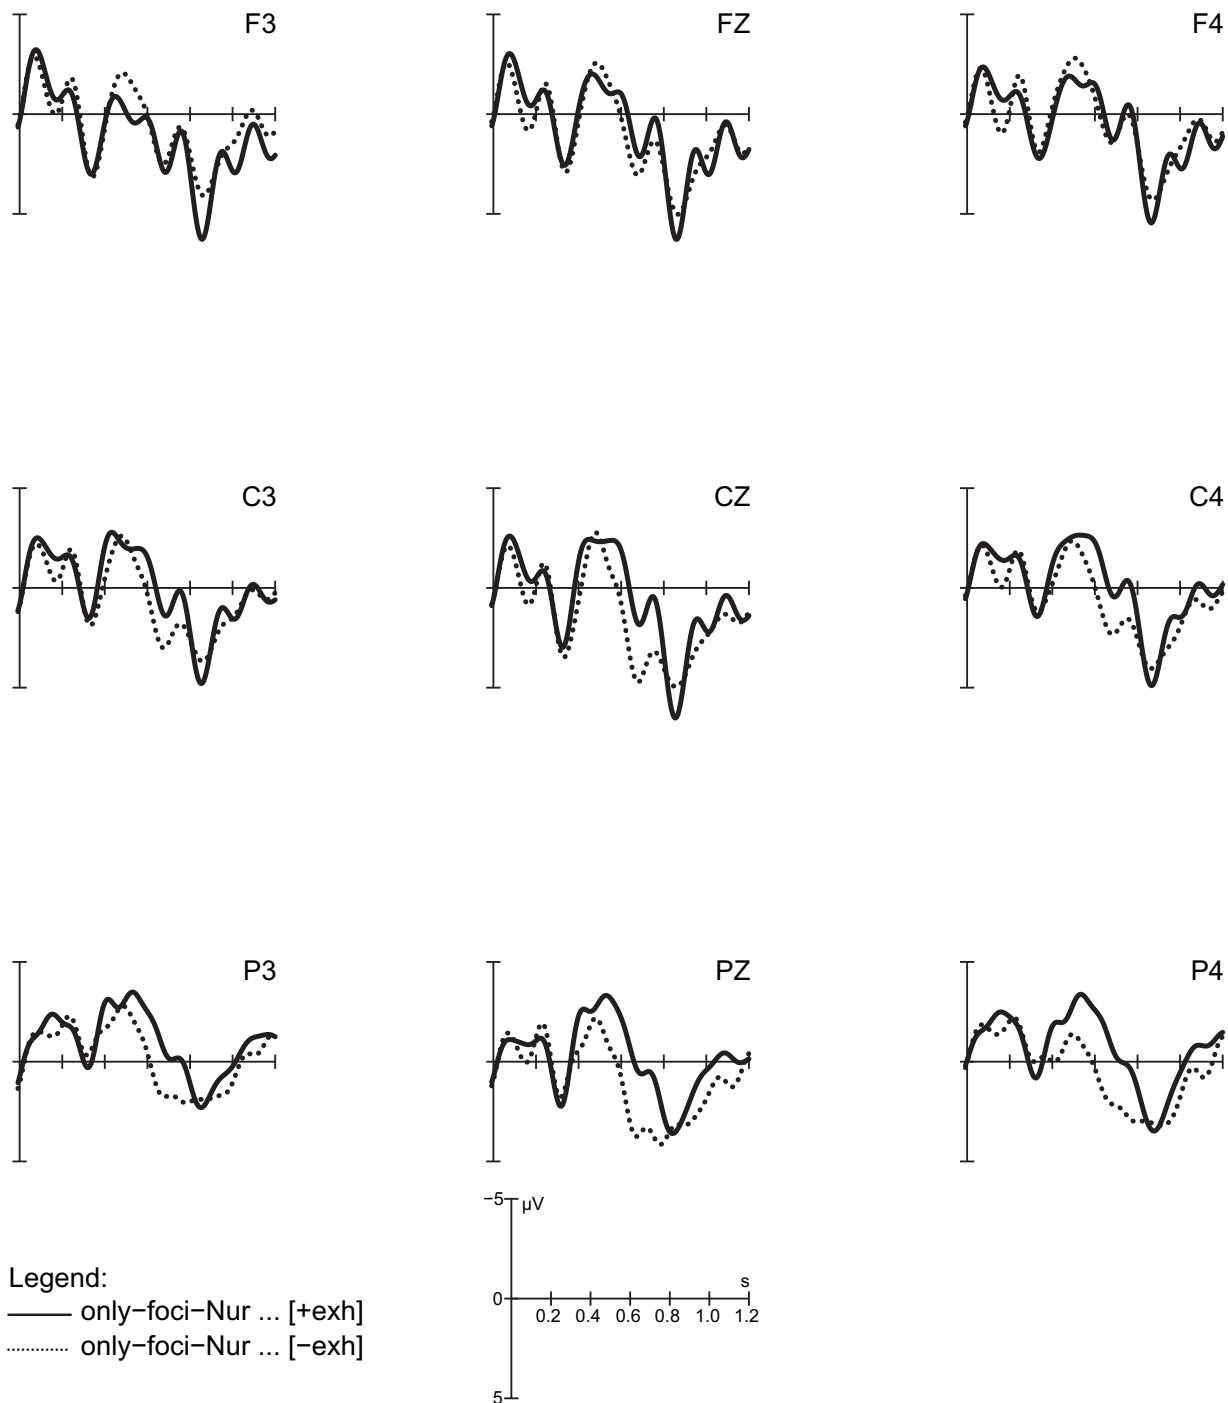 F3 FZ F4
C3 CZ C4
P3 PZ P4
−5 µV
s
0
0.2 0.4 0.6 0.8 1.0 1.2
5
Legend:
only−foci−Nur ... [+exh]
only−foci−Nur ... [−exh]